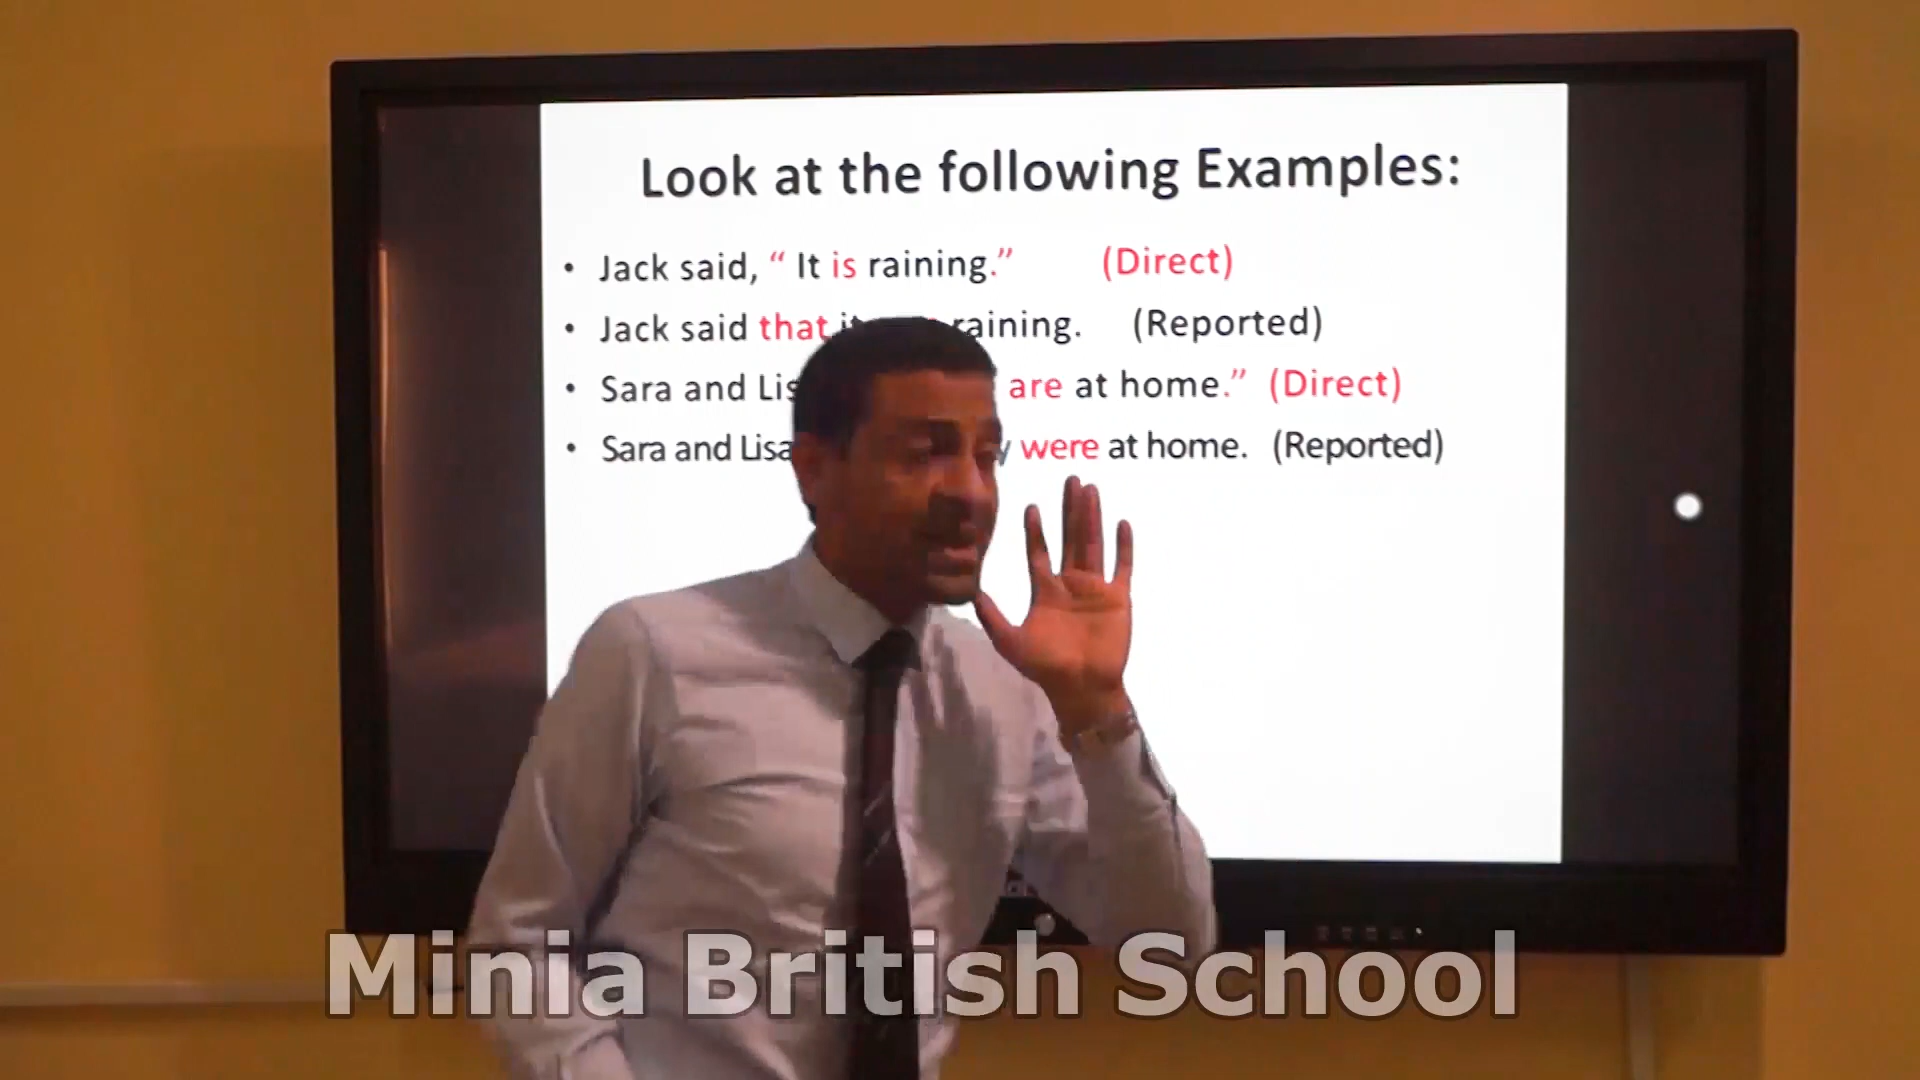 Look at the following Examples:
• Jack said, “ It is raining.” (Direct)
• Jack said that raining. (Reported)
• Sara and are at home.” (Direct)
• Sara and Lisa were at home. (Reported)
Minia British School